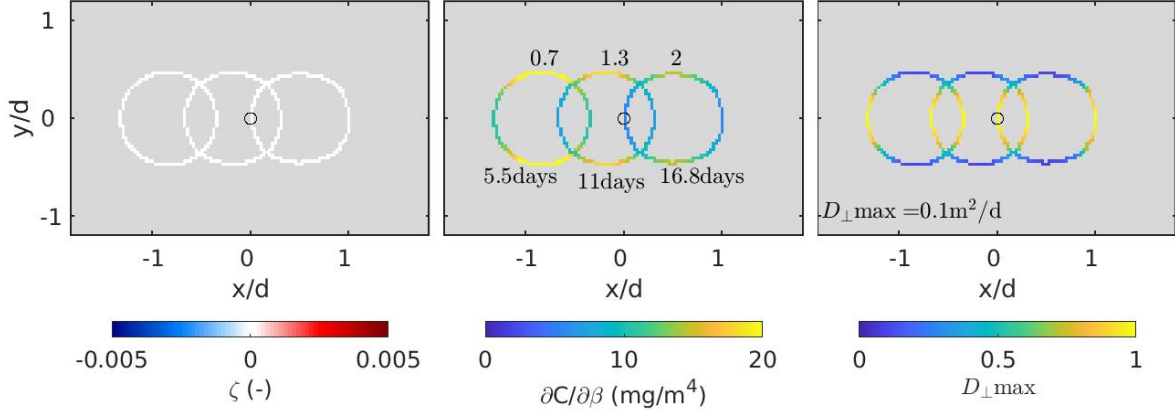 1
0
-1
y/d
-1 0 1
x/d
-0.005 0 0.005
ζ (-)
0.7 1.3 2
5.5days 11days 16.8days
-1 0 1
x/d
0 10 20
∂C/∂β (mg/m⁴)
D⊥max =0.1m²/d
-1 0 1
x/d
0 0.5 1
D⊥max